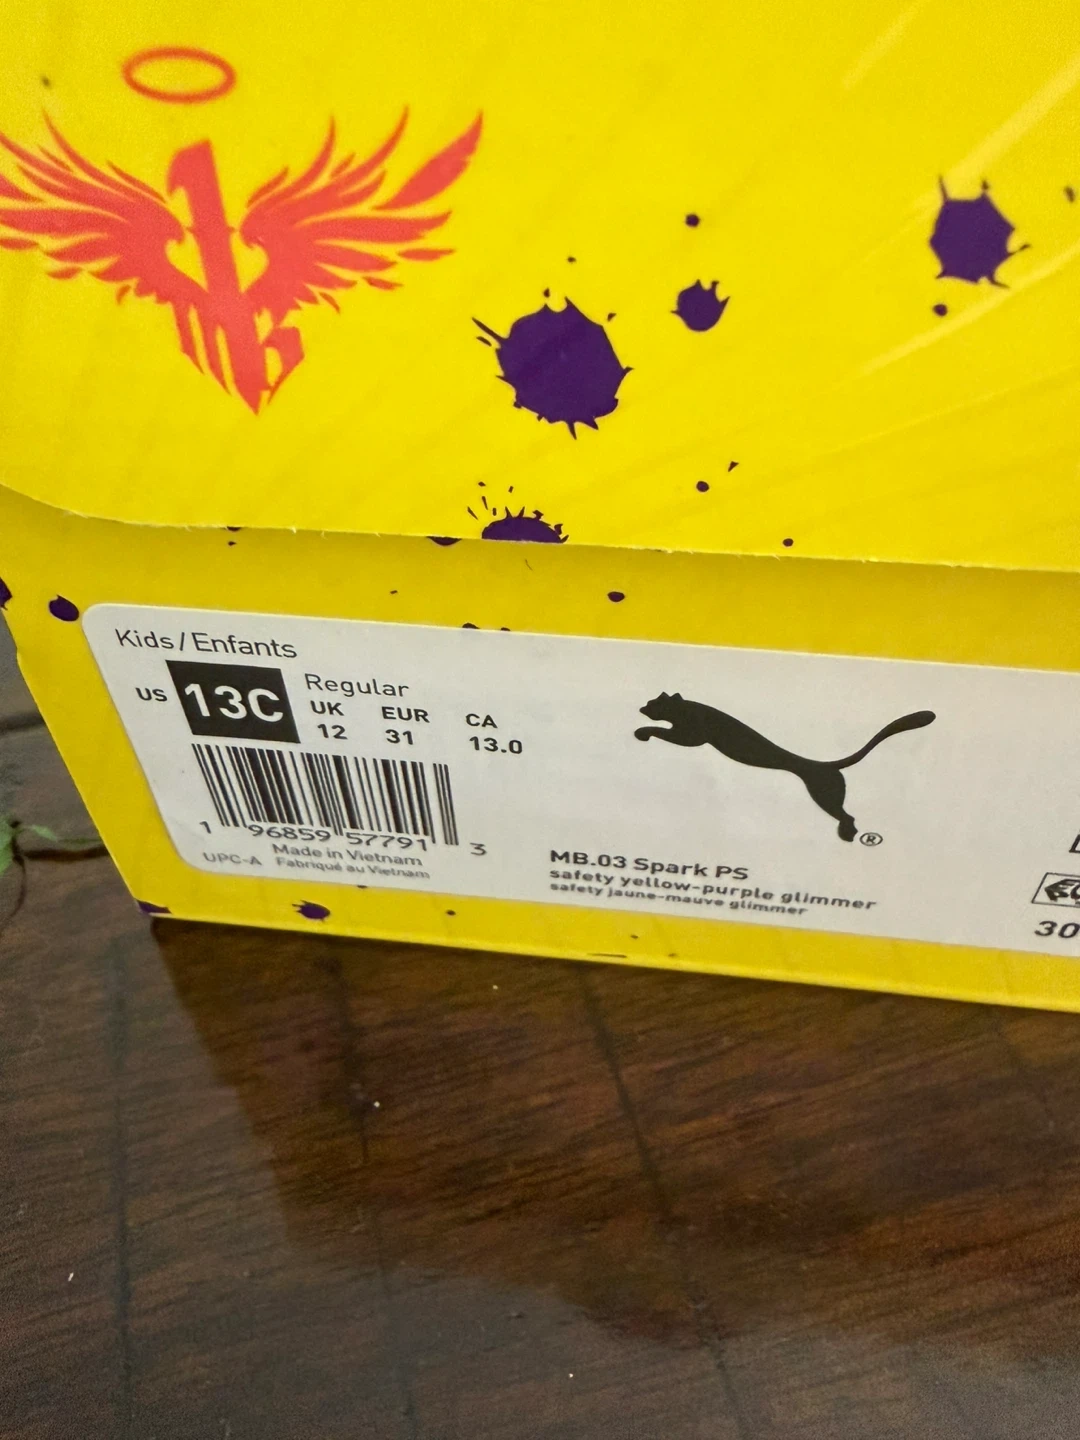 Kids/Enfants
US 13C Regular
UK EUR CA
12 31 13.0
1 96859 57791 3
Made in Vietnam
UPC-A Fabriqué au Vietnam
®
MB.03 Spark PS
safety yellow-purple glimmer
safety jaune-mauve glimmer
30